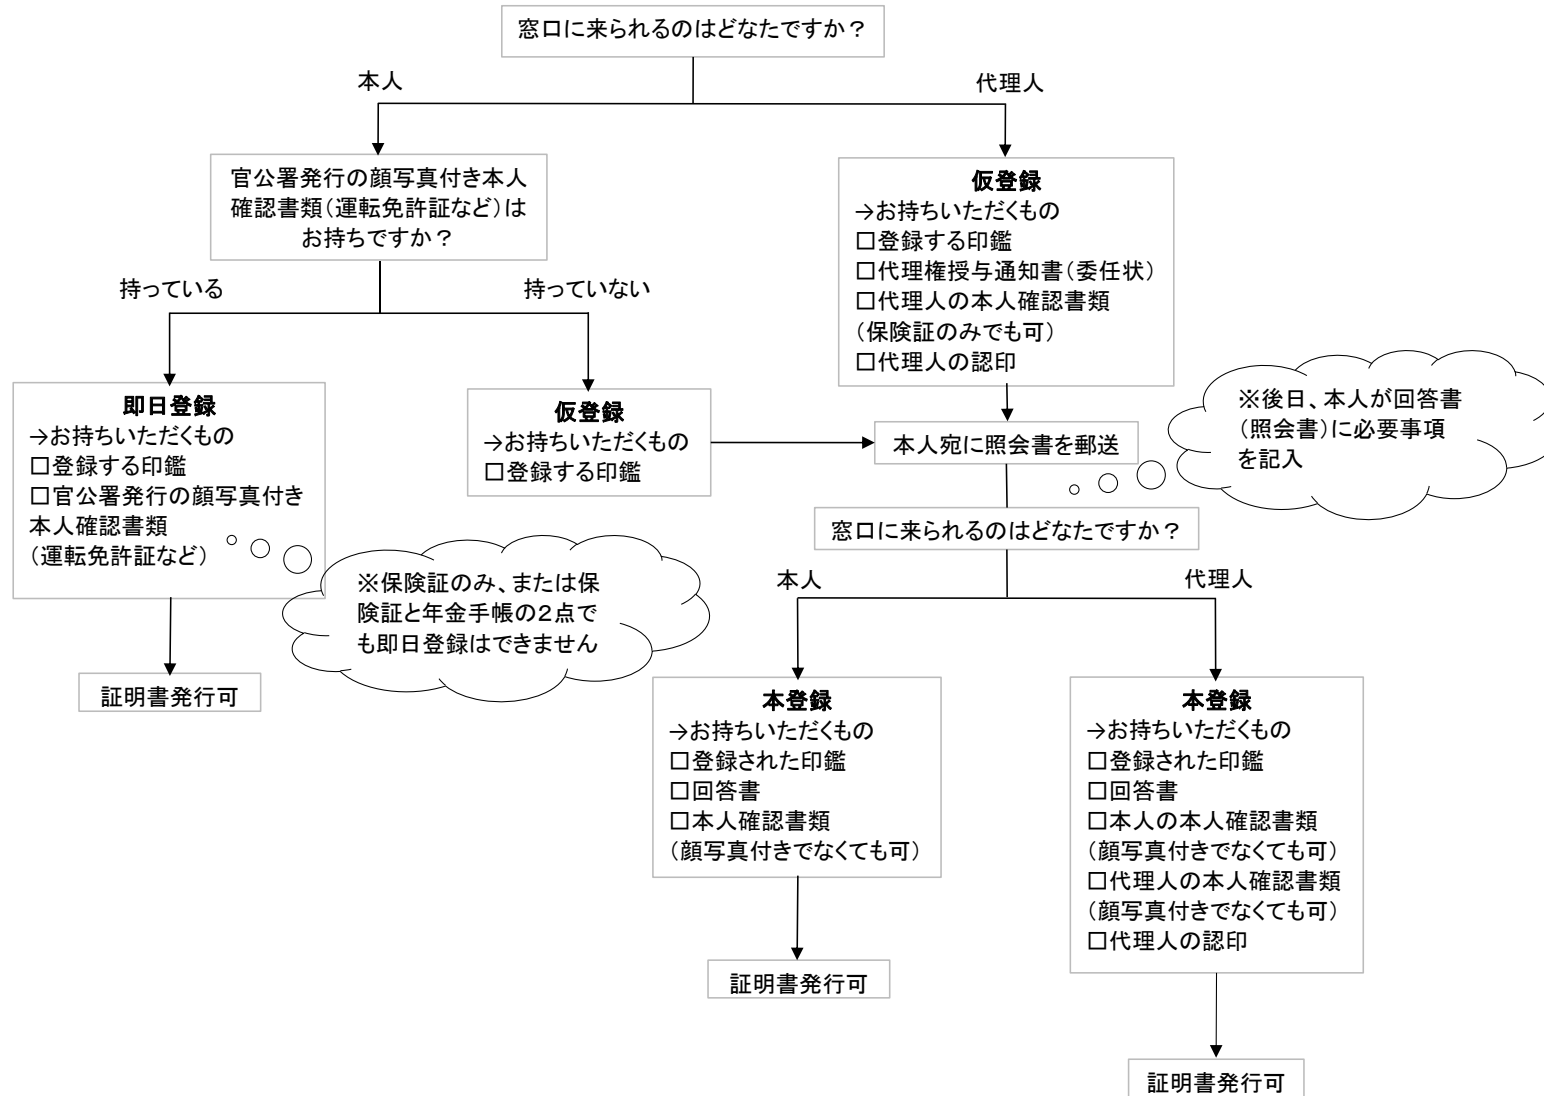 窓口に来られるのはどなたですか？
本人
代理人
官公署発行の顔写真付き本人
確認書類（運転免許証など）は
お持ちですか？
仮登録
→お持ちいただくもの
□登録する印鑑
□代理権授与通知書（委任状）
□代理人の本人確認書類
（保険証のみでも可）
□代理人の認印
持っている
持っていない
即日登録
→お持ちいただくもの
□登録する印鑑
□官公署発行の顔写真付き
本人確認書類
（運転免許証など）
仮登録
→お持ちいただくもの
□登録する印鑑
本人宛に照会書を郵送
※後日、本人が回答書
（照会書）に必要事項
を記入
※保険証のみ、または保
険証と年金手帳の２点で
も即日登録はできません
証明書発行可
窓口に来られるのはどなたですか？
本人
代理人
本登録
→お持ちいただくもの
□登録された印鑑
□回答書
□本人確認書類
（顔写真付きでなくても可）
証明書発行可
本登録
→お持ちいただくもの
□登録された印鑑
□回答書
□本人の本人確認書類
（顔写真付きでなくても可）
□代理人の本人確認書類
（顔写真付きでなくても可）
□代理人の認印
証明書発行可